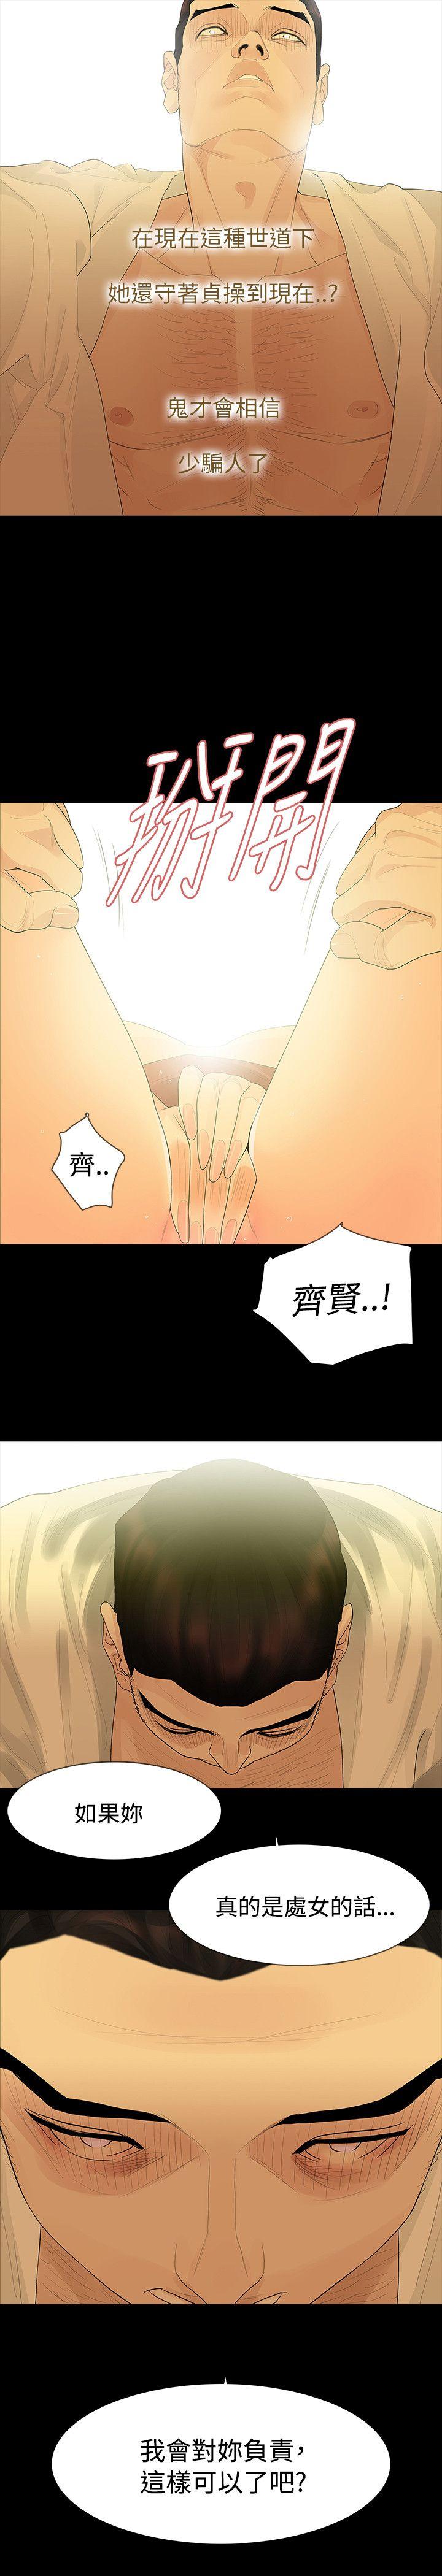 在現在這種世道下
她還守著貞操到現在..?
鬼才會相信
少騙人了
掰開
齊..
齊賢..!
如果妳
真的是處女的話...
我會對妳負責，
這樣可以了吧?